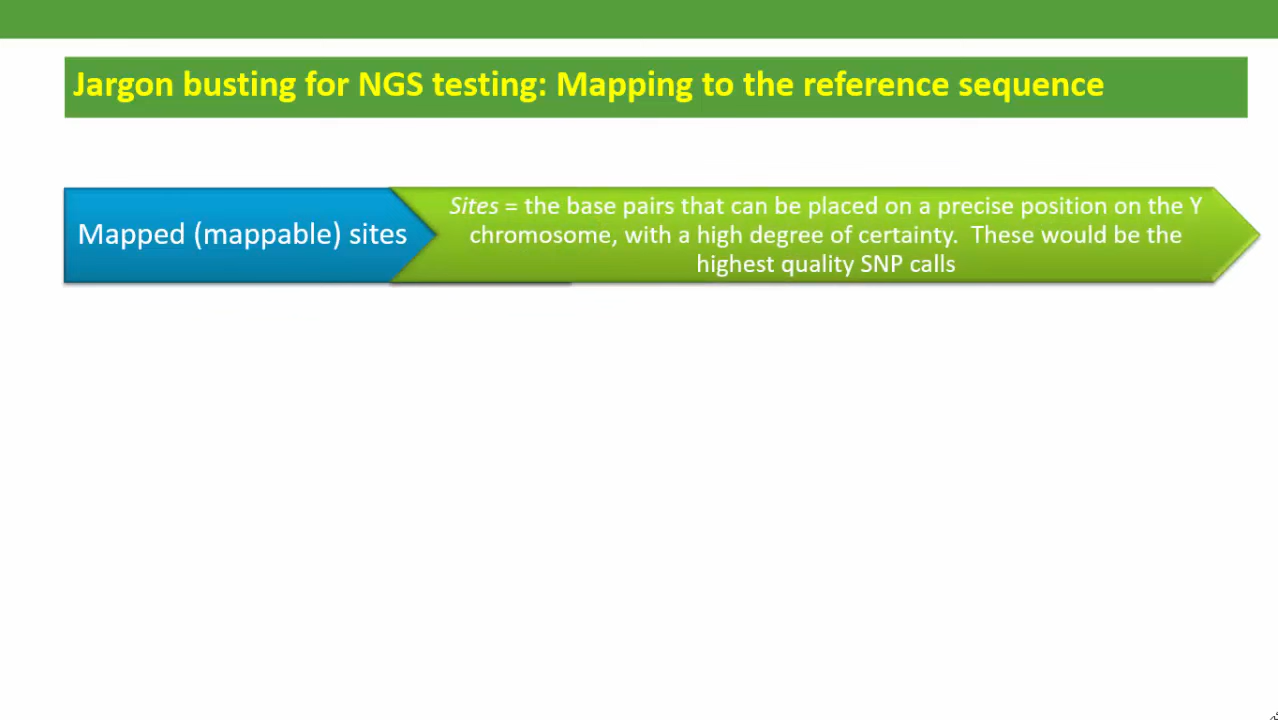 Jargon busting for NGS testing: Mapping to the reference sequence
Mapped (mappable) sites
Sites = the base pairs that can be placed on a precise position on the Y
chromosome, with a high degree of certainty.  These would be the
highest quality SNP calls